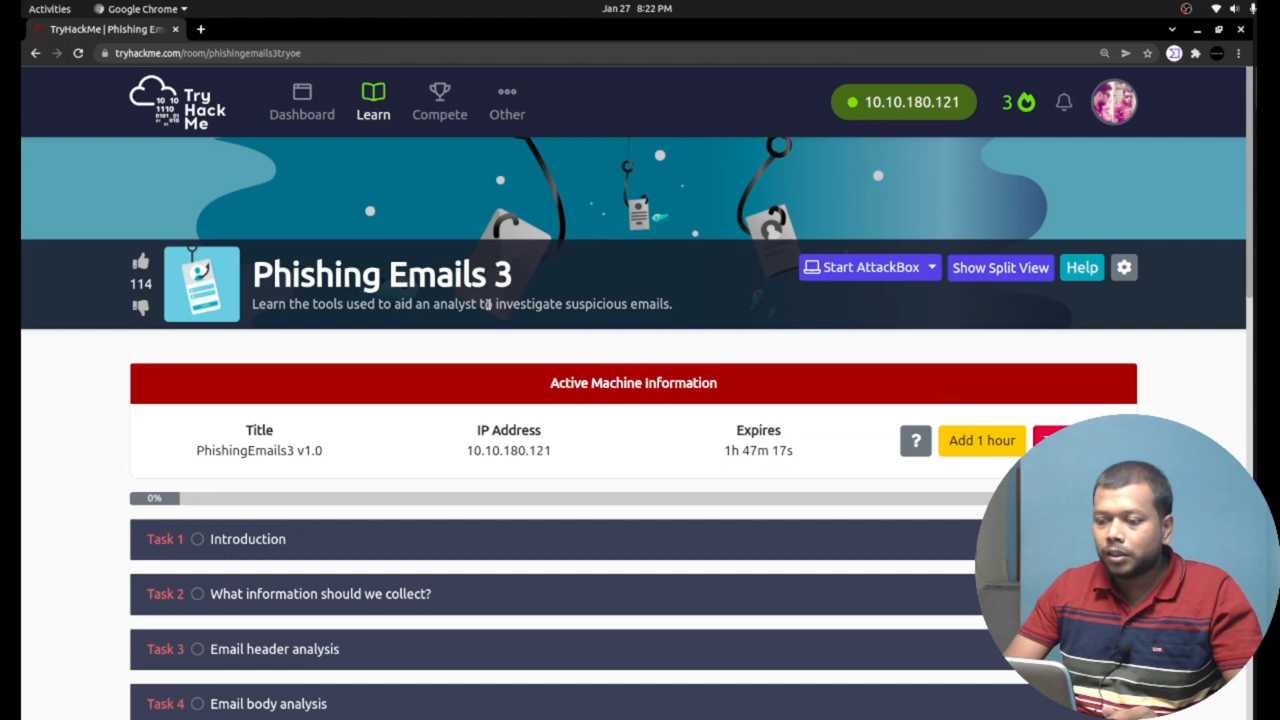 Activities Google Chrome Jan 27 8:22 PM
TryHackMe | Phishing Em
tryhackme.com/room/phishingemails3tryoe
Try Hack Me
Dashboard Learn Compete Other
10.10.180.121 3
Phishing Emails 3
114
Learn the tools used to aid an analyst to investigate suspicious emails.
Start AttackBox Show Split View Help
Active Machine Information
Title IP Address Expires
PhishingEmails3 v1.0 10.10.180.121 1h 47m 17s
? Add 1 hour
0%
Task 1 Introduction
Task 2 What information should we collect?
Task 3 Email header analysis
Task 4 Email body analysis